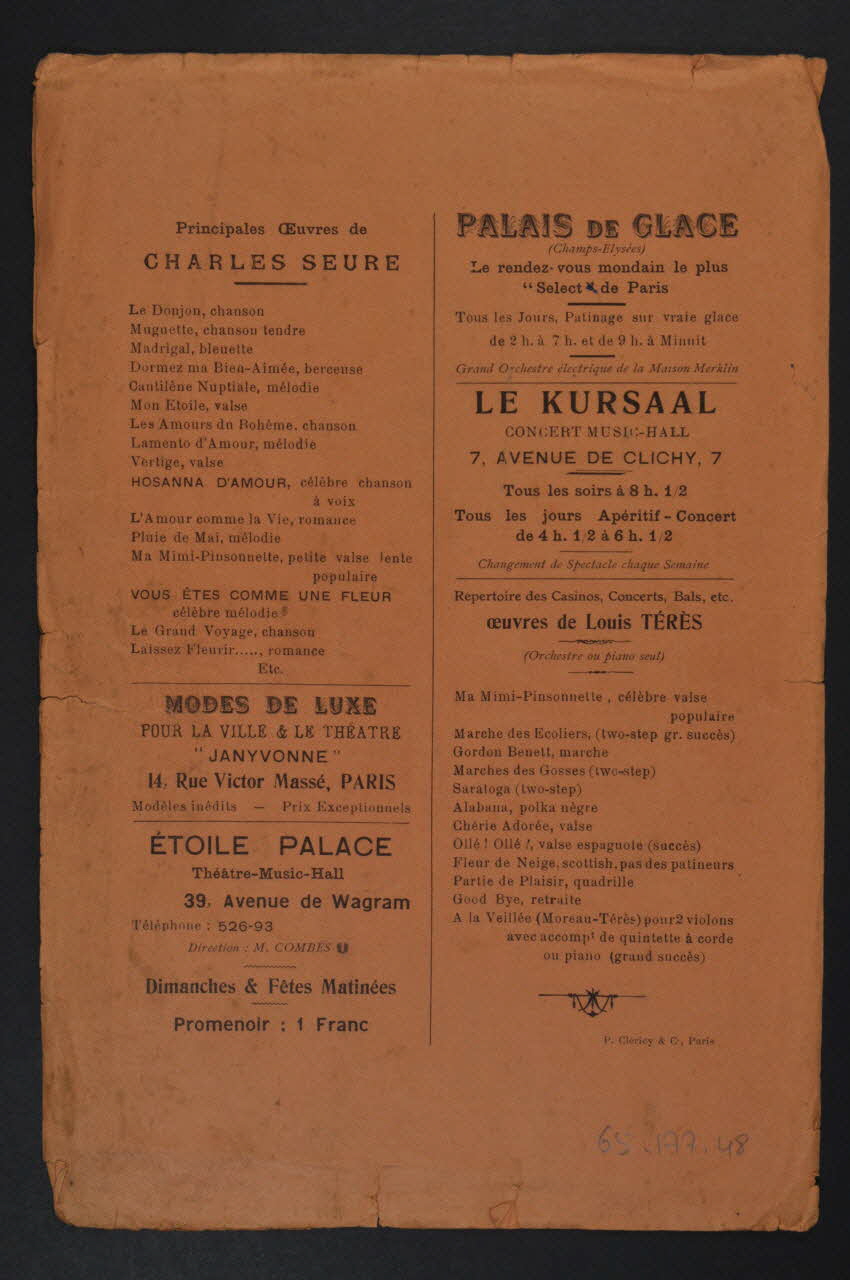 Principales Œuvres de
CHARLES SEURE
Le Donjon, chanson
Muguette, chanson tendre
Madrigal, bleuette
Dormez ma Bien-Aimée, berceuse
Cantilène Nuptiale, mélodie
Mon Etoile, valse
Les Amours du Bohême, chanson
Lamento d'Amour, mélodie
Vertige, valse
HOSANNA D'AMOUR, célèbre chanson
à voix
L'Amour comme la Vie, romance
Pluie de Mai, mélodie
Ma Mimi-Pinsonnette, petite valse lente
populaire
VOUS ÊTES COMME UNE FLEUR
célèbre mélodie
Le Grand Voyage, chanson
Laissez Fleurir....., romance
Etc.
MODES DE LUXE
POUR LA VILLE & LE THÉATRE
"JANYVONNE"
14, Rue Victor Massé, PARIS
Modèles inédits — Prix Exceptionnels
ÉTOILE PALACE
Théâtre-Music-Hall
39, Avenue de Wagram
Téléphone : 526-93
Direction : M. COMBES
Dimanches & Fêtes Matinées
Promenoir : 1 Franc
PALAIS DE GLACE
(Champs-Elysées)
Le rendez-vous mondain le plus
"Select" de Paris
Tous les Jours, Patinage sur vraie glace
de 2 h. à 7 h. et de 9 h. à Minuit
Grand Orchestre électrique de la Maison Merklin
LE KURSAAL
CONCERT MUSIC-HALL
7, AVENUE DE CLICHY, 7
Tous les soirs à 8 h. 1/2
Tous les jours Apéritif-Concert
de 4 h. 1/2 à 6 h. 1/2
Changement de Spectacle chaque Semaine
Repertoire des Casinos, Concerts, Bals, etc.
œuvres de Louis TÉRÈS
(Orchestre ou piano seul)
Ma Mimi-Pinsonnette, célèbre valse
populaire
Marche des Ecoliers, (two-step gr. succès)
Gordon Benett, marche
Marches des Gosses (two-step)
Saratoga (two-step)
Alabana, polka nègre
Chérie Adorée, valse
Ollé! Ollé!, valse espagnole (succès)
Fleur de Neige, scottish, pas des patineurs
Partie de Plaisir, quadrille
Good Bye, retraite
A la Veillée (Moreau-Térès) pour 2 violons
avec accompt de quintette à corde
ou piano (grand succès)
P. Clericy & Cie, Paris
65.177.48